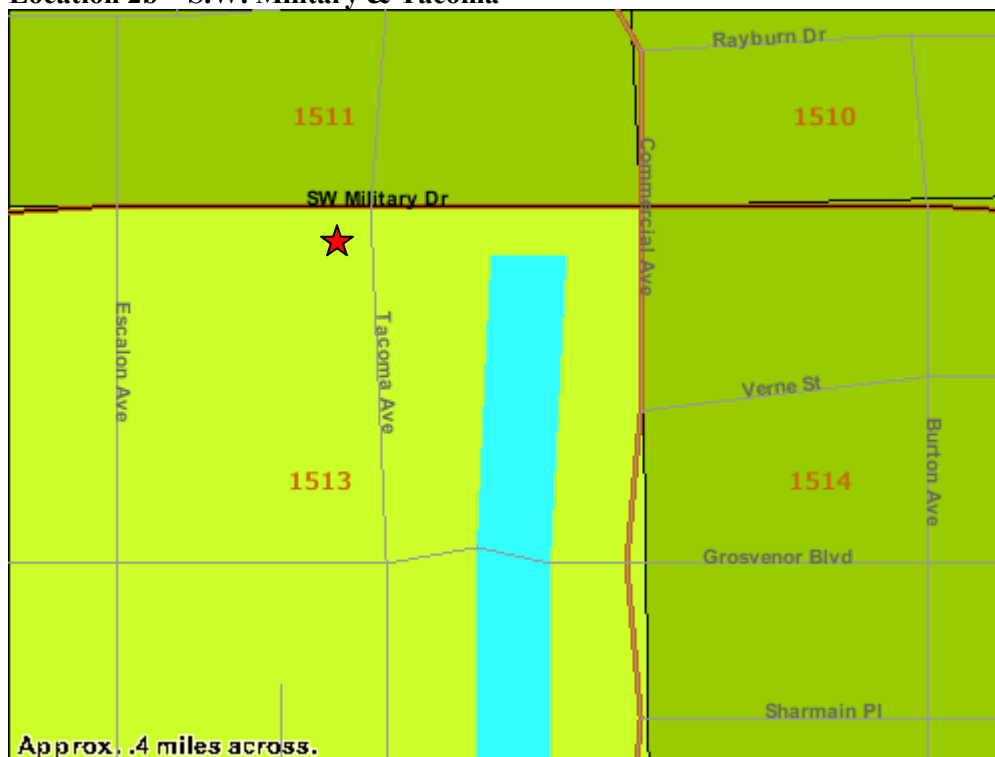 Location 2b – S.W. Military & Tacoma
Rayburn Dr
1511
1510
Commercial Ave
SW Military Dr
Escalon Ave
Tacoma Ave
Verne St
Burton Ave
1513
1514
Grosvenor Blvd
Sharmain Pl
Approx. .4 miles across.